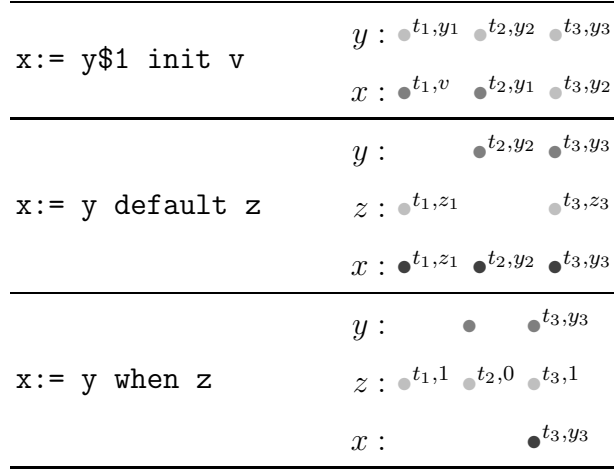 y : •t₁,y₁ •t₂,y₂ •t₃,y₃
x:= y$1 init v
x : •t₁,v •t₂,y₁ •t₃,y₂
y : •t₂,y₂ •t₃,y₃
x:= y default z z : •t₁,z₁ •t₃,z₃
x : •t₁,z₁ •t₂,y₂ •t₃,y₃
y : • •t₃,y₃
x:= y when z z : •t₁,1 •t₂,0 •t₃,1
x : •t₃,y₃